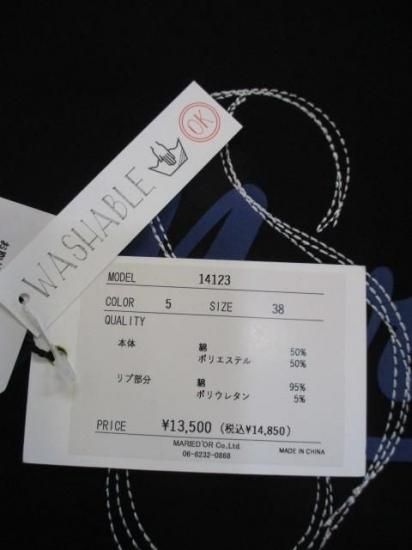 WASHABLE
OK
MODEL 14123
COLOR 5 SIZE 38
QUALITY
本体 綿 50%
ポリエステル 50%
リブ部分 綿 95%
ポリウレタン 5%
PRICE ¥13,500 (税込¥14,850)
MARIED'OR Co.,Ltd.
06-6232-0868
MADE IN CHINA